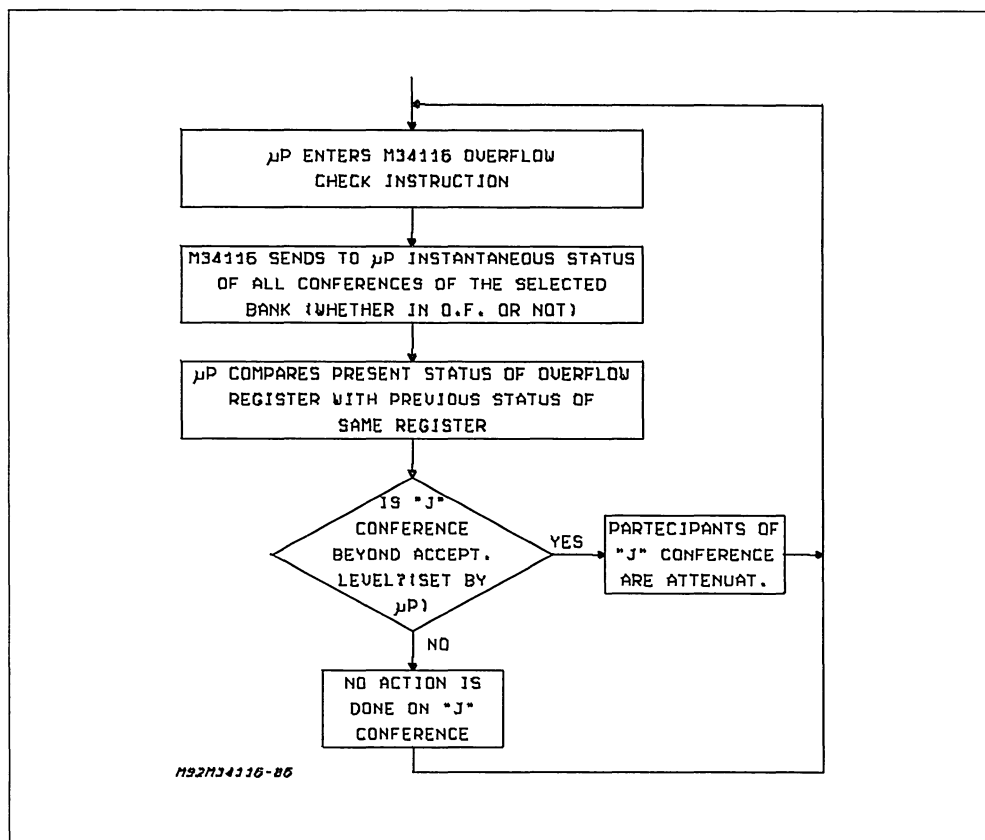 µP ENTERS M34116 OVERFLOW
CHECK INSTRUCTION
M34116 SENDS TO µP INSTANTANEOUS STATUS
OF ALL CONFERENCES OF THE SELECTED
BANK (WHETHER IN O.F. OR NOT)
µP COMPARES PRESENT STATUS OF OVERFLOW
REGISTER WITH PREVIOUS STATUS OF
SAME REGISTER
IS "J"
CONFERENCE
BEYOND ACCEPT.
LEVEL?(SET BY
µP)
YES
PARTECIPANTS OF
"J" CONFERENCE
ARE ATTENUAT.
NO
NO ACTION IS
DONE ON "J"
CONFERENCE
M92M34116-06